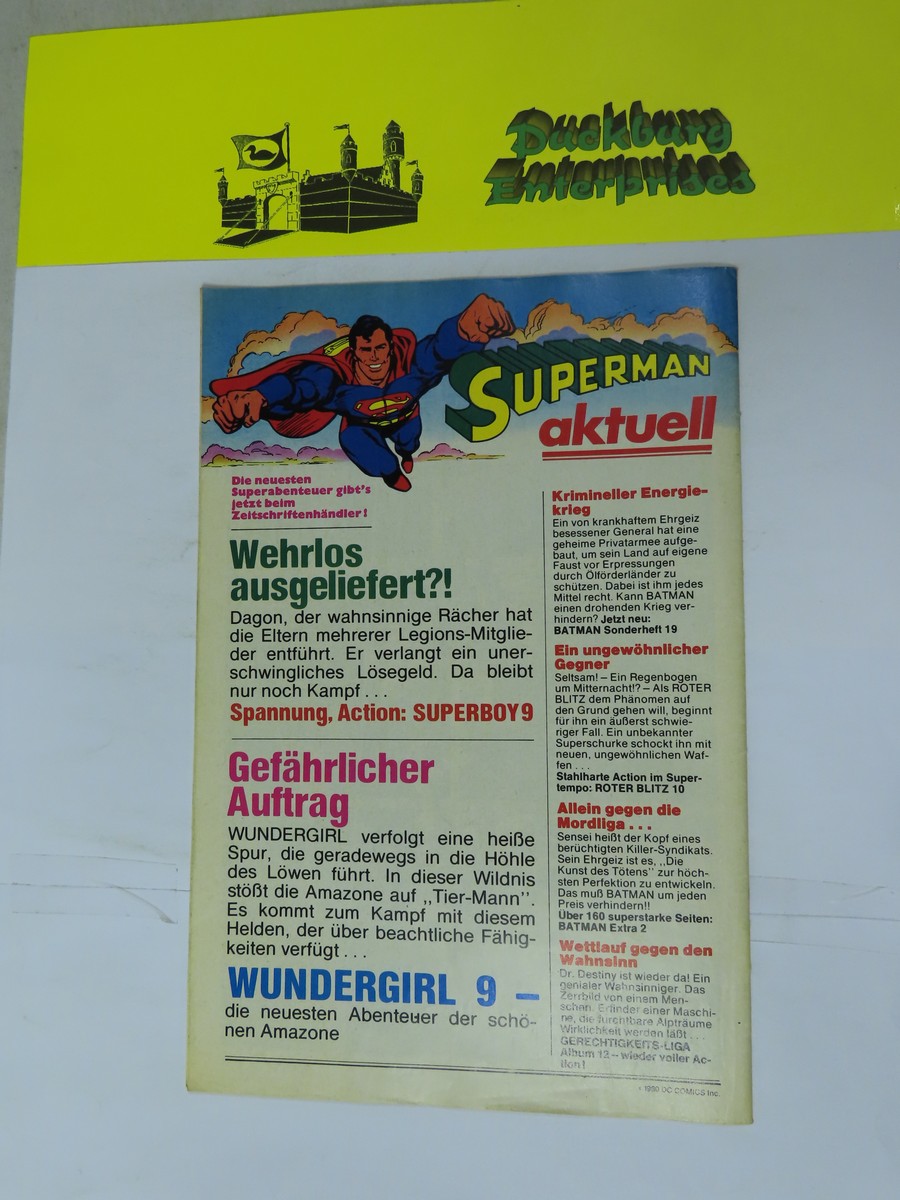 Duckburg
Enterprises
SUPERMAN
aktuell
Die neuesten
Superabenteuer gibt's
jetzt beim
Zeitschriftenhändler!
Wehrlos
ausgeliefert?!
Dagon, der wahnsinnige Rächer hat
die Eltern mehrerer Legions-Mitglie-
der entführt. Er verlangt ein uner-
schwingliches Lösegeld. Da bleibt
nur noch Kampf . . .
Spannung, Action: SUPERBOY 9
Gefährlicher
Auftrag
WUNDERGIRL verfolgt eine heiße
Spur, die geradewegs in die Höhle
des Löwen führt. In dieser Wildnis
stößt die Amazone auf „Tier-Mann”.
Es kommt zum Kampf mit diesem
Helden, der über beachtliche Fähig-
keiten verfügt . . .
WUNDERGIRL 9 –
die neuesten Abenteuer der schö-
nen Amazone
Krimineller Energie-
krieg
Ein von krankhaftem Ehrgeiz
besessener General hat eine
geheime Privatarmee aufge-
baut, um sein Land auf eigene
Faust vor Erpressungen
durch Ölförderländer zu
schützen. Dabei ist ihm jedes
Mittel recht. Kann BATMAN
einen drohenden Krieg ver-
hindern? Jetzt neu:
BATMAN Sonderheft 19
Ein ungewöhnlicher
Gegner
Seltsam! – Ein Regenbogen
um Mitternacht!? – Als ROTER
BLITZ dem Phänomen auf
den Grund gehen will, beginnt
für ihn ein äußerst schwie-
riger Fall. Ein unbekannter
Superschurke schockt ihn mit
neuen, ungewöhnlichen Waf-
fen . . .
Stahlharte Action im Super-
tempo: ROTER BLITZ 10
Allein gegen die
Mordliga . . .
Sensei heißt der Kopf eines
berüchtigten Killer-Syndikats.
Sein Ehrgeiz ist es, „Die
Kunst des Tötens” zur höch-
sten Perfektion zu entwickeln.
Das muß BATMAN um jeden
Preis verhindern!!
Über 160 superstarke Seiten:
BATMAN Extra 2
Wettlauf gegen den
Wahnsinn
Dr. Destiny ist wieder da! Ein
genialer Wahnsinniger. Das
Zerrbild von einem Men-
schen. Erfinder einer Maschi-
ne, die furchtbare Alpträume
Wirklichkeit werden läßt . . .
GERECHTIGKEITS-LIGA
Album 12 – wieder voller Ac-
tion!
© 1980 DC COMICS Inc.